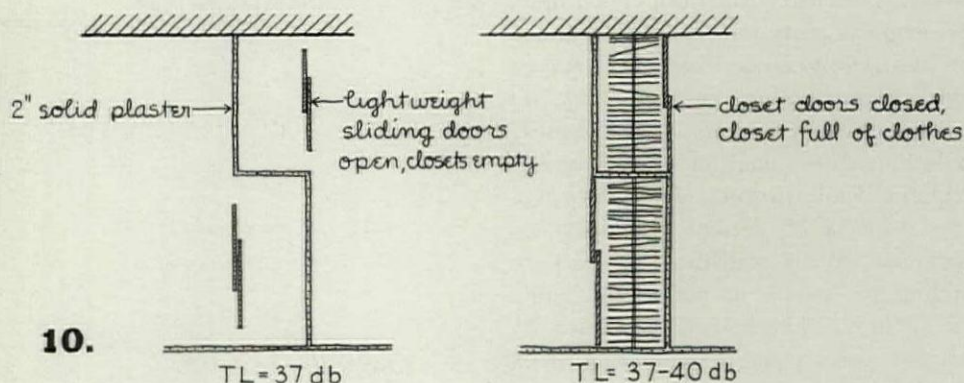 2" solid plaster
lightweight
sliding doors
open, closets empty
closet doors closed,
closet full of clothes
10.
TL = 37 db
TL= 37-40 db